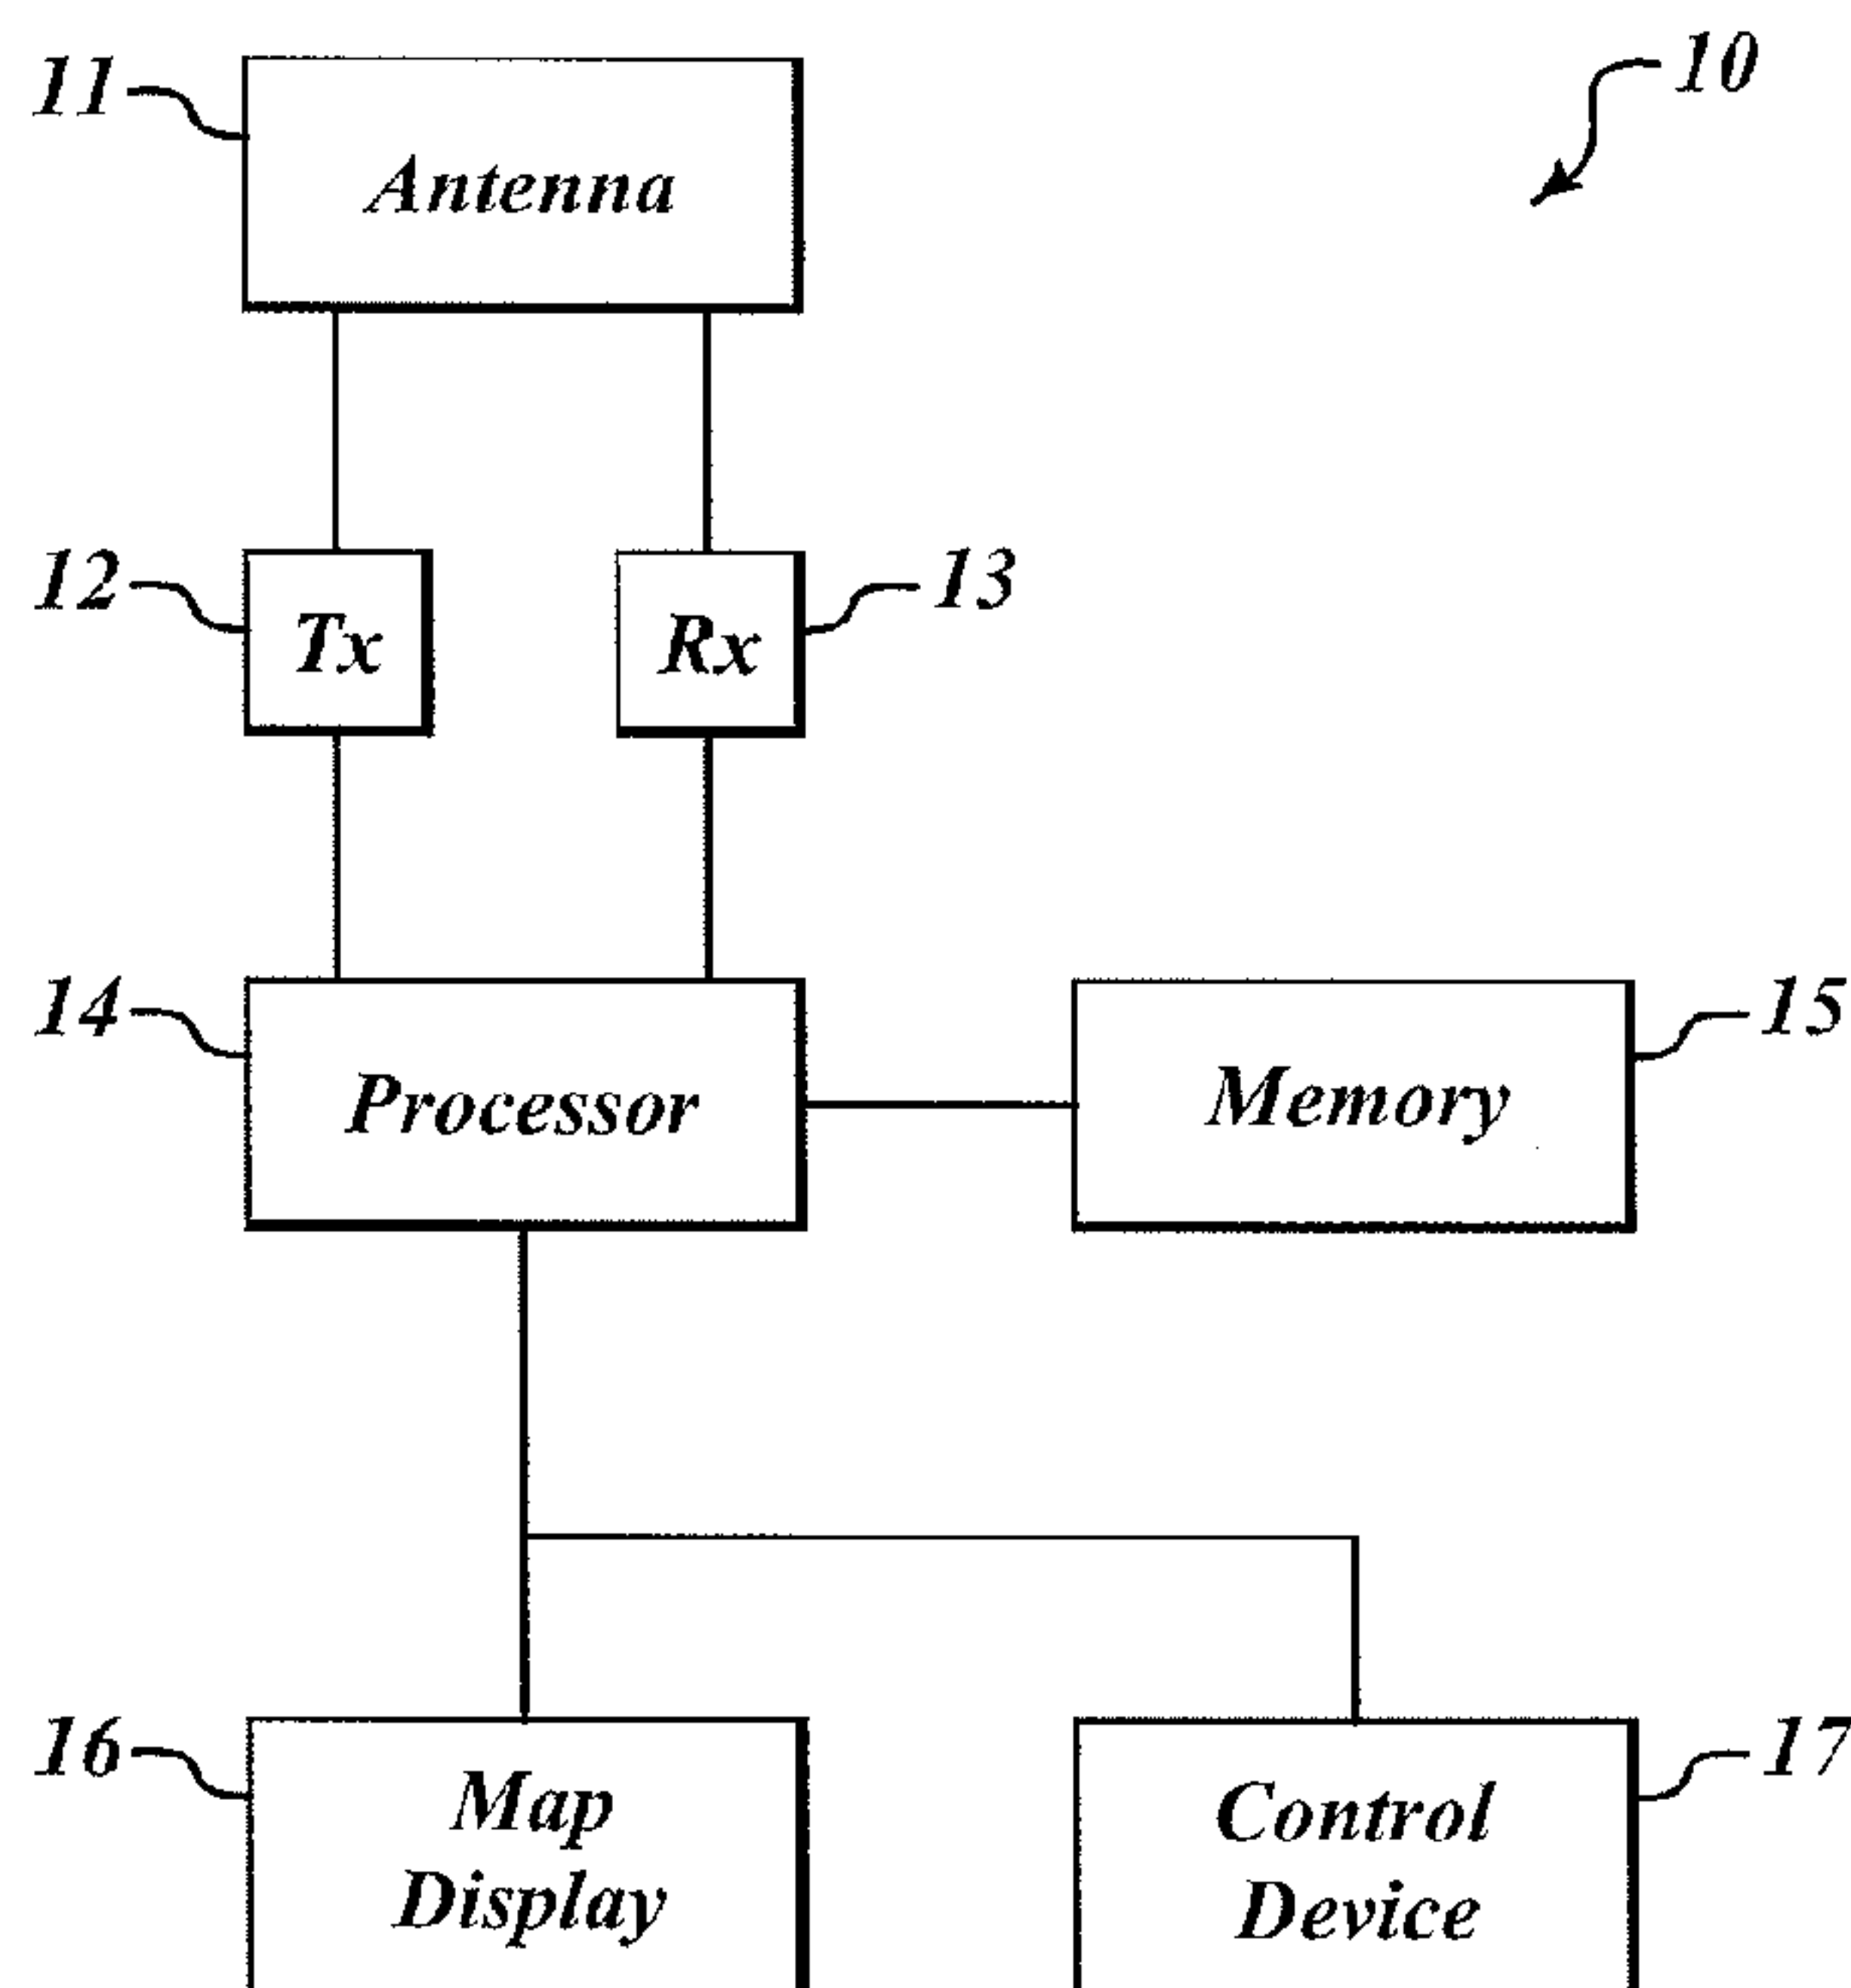 10
11
Antenna
12
Tx
Rx
13
14
Processor
Memory
15
16
Map
Display
Control
Device
17